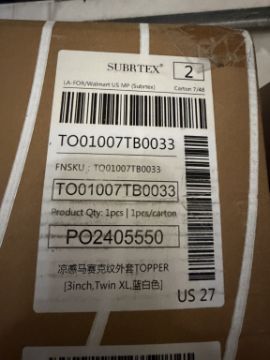 SUBRTEX
2
LA-FOR/Walmart US MP (Subrtex)
Carton 7/48
TO01007TB0033
FNSKU: TO01007TB0033
TO01007TB0033
Product Qty: 1pcs | 1pcs/carton
PO2405550
凉感马赛克纹外套TOPPER
[3inch,Twin XL,蓝白色]
US 27